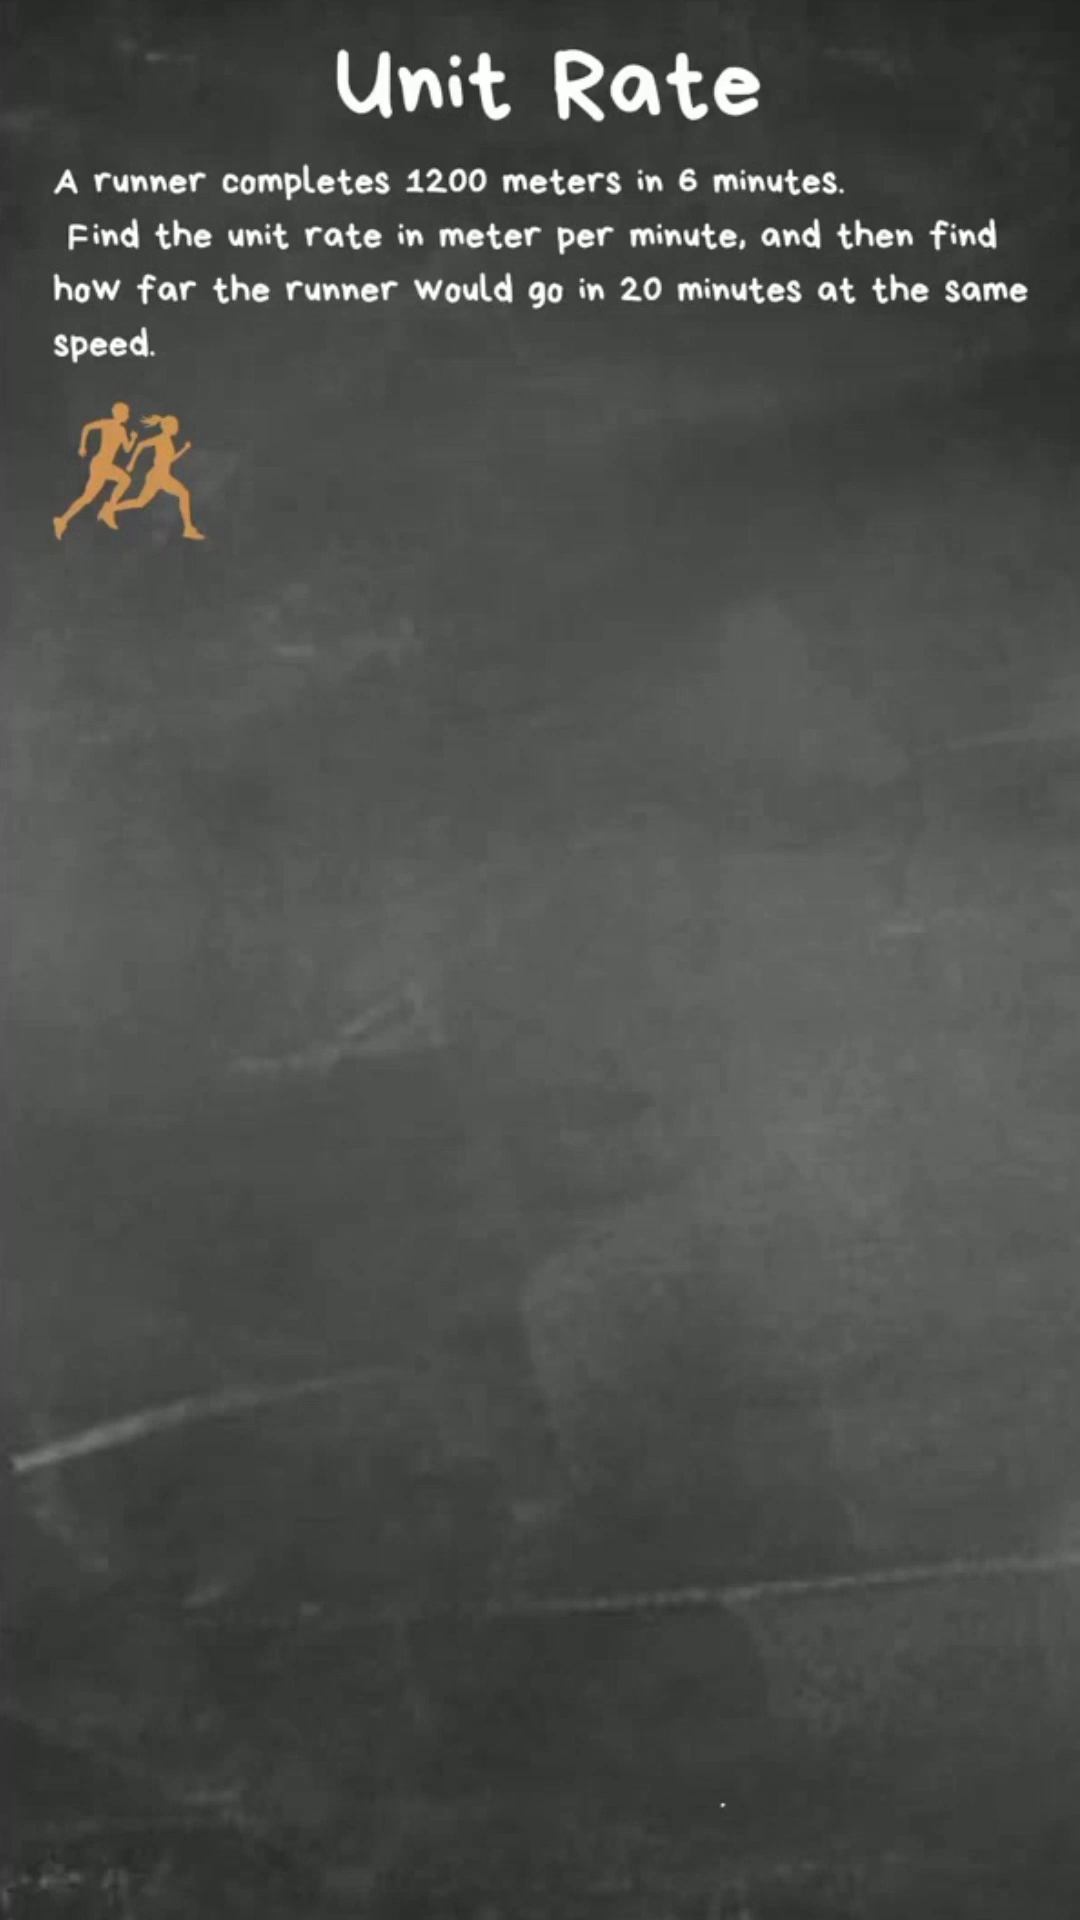 Unit Rate
A runner completes 1200 meters in 6 minutes.
Find the unit rate in meter per minute, and then find
how far the runner would go in 20 minutes at the same
speed.